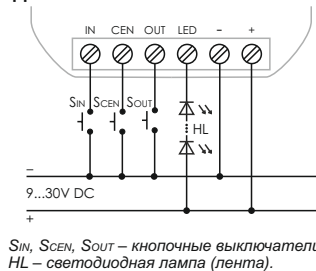 IN CEN OUT LED – +
SIN SCEN SOUT
HL
–
9...30V DC
+
SIN, SCEN, SOUT – кнопочные выключатели
HL – светодиодная лампа (лента).